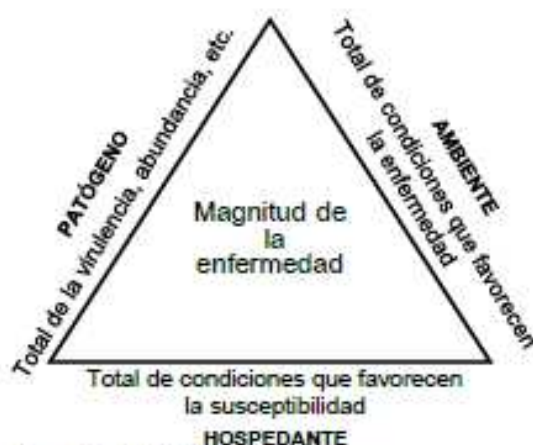 PATÓGENO
Total de la virulencia, abundancia, etc.
AMBIENTE
Total de condiciones que favorecen
la enfermedad
Magnitud de
la
enfermedad
Total de condiciones que favorecen
la susceptibilidad
HOSPEDANTE